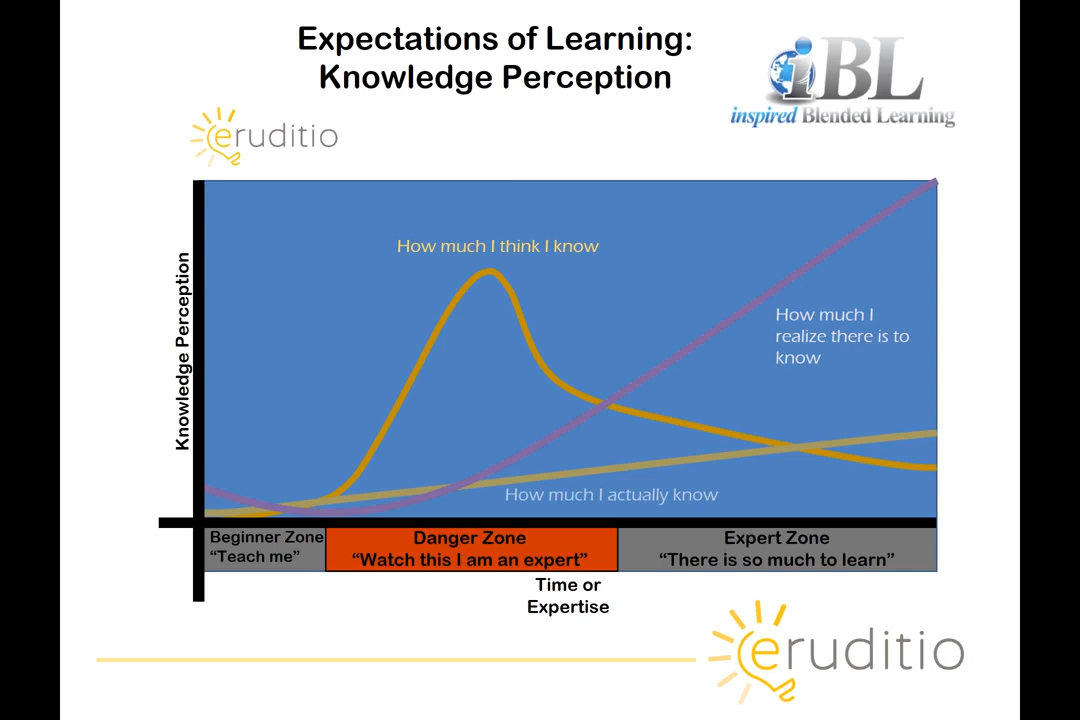 Expectations of Learning:
Knowledge Perception
iBL
inspired Blended Learning
eruditio
Knowledge Perception
How much I think I know
How much I
realize there is to
know
How much I actually know
Beginner Zone
“Teach me”
Danger Zone
“Watch this I am an expert”
Expert Zone
“There is so much to learn”
Time or
Expertise
eruditio